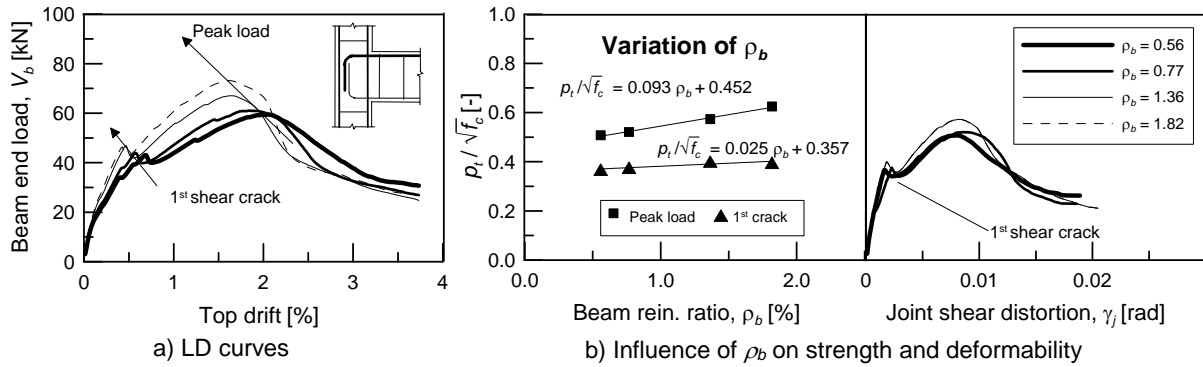 100
80
60
40
20
0
Beam end load, V_b [kN]
Peak load
1st shear crack
0 1 2 3 4
Top drift [%]
a) LD curves
1.0
0.8
0.6
0.4
0.2
0.0
p_t / √f_c [-]
Variation of ρ_b
p_t /√f_c = 0.093 ρ_b + 0.452
p_t /√f_c = 0.025 ρ_b + 0.357
Peak load 1st crack
1.0 2.0
Beam rein. ratio, ρ_b [%]
ρ_b = 0.56
ρ_b = 0.77
ρ_b = 1.36
ρ_b = 1.82
1st shear crack
0 0.01 0.02
Joint shear distortion, γ_j [rad]
b) Influence of ρ_b on strength and deformability